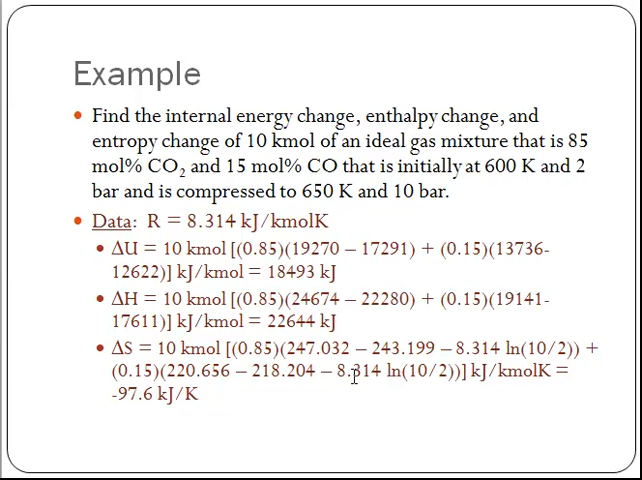 Example
• Find the internal energy change, enthalpy change, and
entropy change of 10 kmol of an ideal gas mixture that is 85
mol% CO₂ and 15 mol% CO that is initially at 600 K and 2
bar and is compressed to 650 K and 10 bar.
• Data: R = 8.314 kJ/kmolK
• ΔU = 10 kmol [(0.85)(19270 – 17291) + (0.15)(13736-
12622)] kJ/kmol = 18493 kJ
• ΔH = 10 kmol [(0.85)(24674 – 22280) + (0.15)(19141-
17611)] kJ/kmol = 22644 kJ
• ΔS = 10 kmol [(0.85)(247.032 – 243.199 – 8.314 ln(10/2)) +
(0.15)(220.656 – 218.204 – 8.314 ln(10/2))] kJ/kmolK =
-97.6 kJ/K